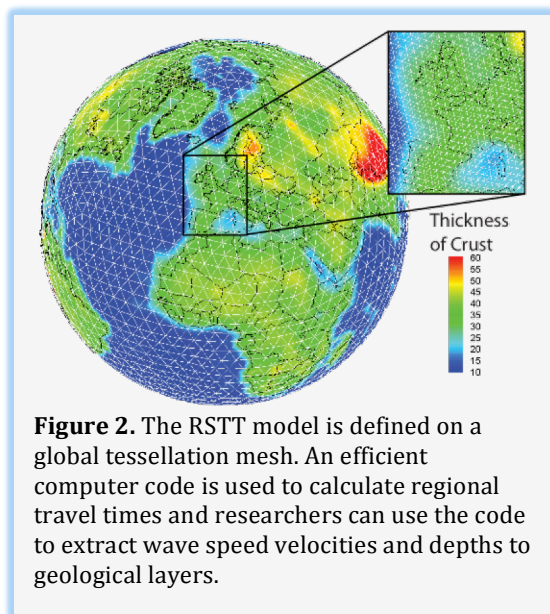 Thickness
of Crust
60
55
50
45
40
35
30
25
20
15
10
Figure 2. The RSTT model is defined on a
global tessellation mesh. An efficient
computer code is used to calculate regional
travel times and researchers can use the code
to extract wave speed velocities and depths to
geological layers.